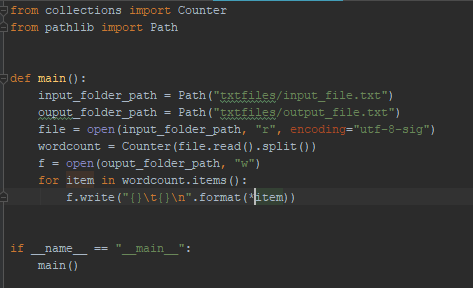 from collections import Counter
from pathlib import Path
def main():
    input_folder_path = Path("txtfiles/input_file.txt")
    ouput_folder_path = Path("txtfiles/output_file.txt")
    file = open(input_folder_path, "r", encoding="utf-8-sig")
    wordcount = Counter(file.read().split())
    f = open(ouput_folder_path, "w")
    for item in wordcount.items():
        f.write("{}\t{}\n".format(*item))
if __name__ == "__main__":
    main()